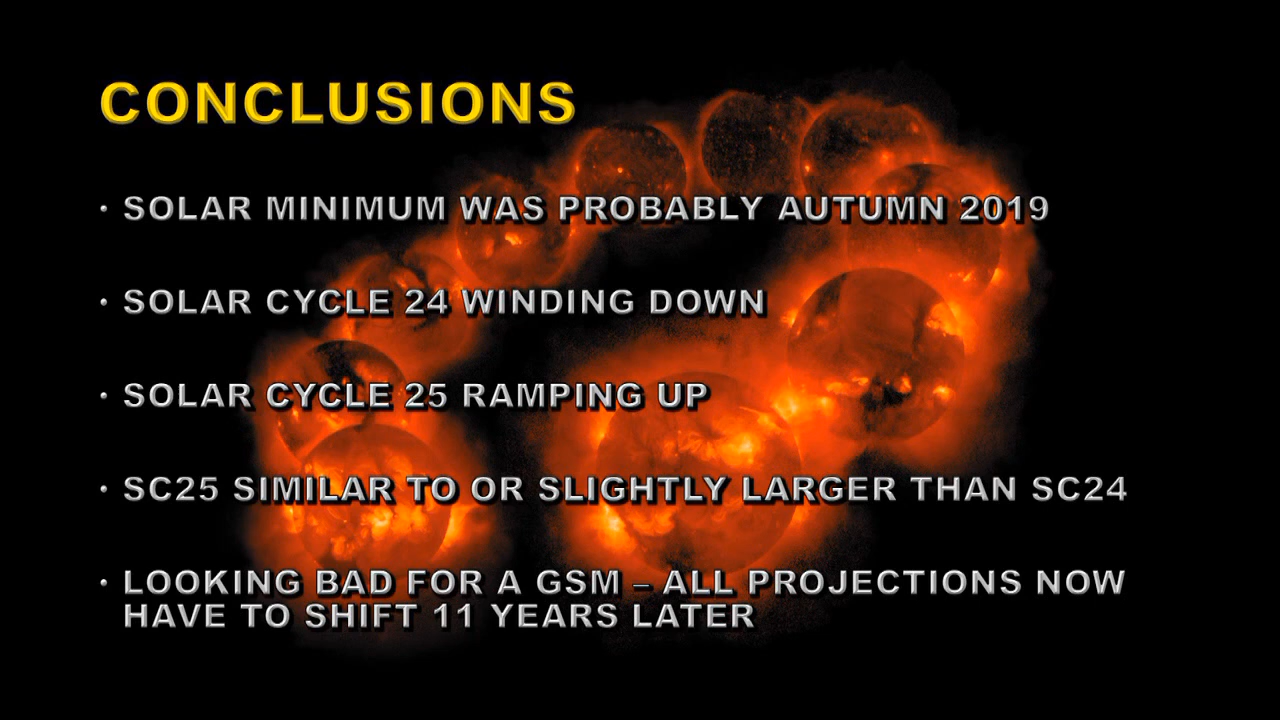 CONCLUSIONS
• SOLAR MINIMUM WAS PROBABLY AUTUMN 2019
• SOLAR CYCLE 24 WINDING DOWN
• SOLAR CYCLE 25 RAMPING UP
• SC25 SIMILAR TO OR SLIGHTLY LARGER THAN SC24
• LOOKING BAD FOR A GSM – ALL PROJECTIONS NOW
HAVE TO SHIFT 11 YEARS LATER